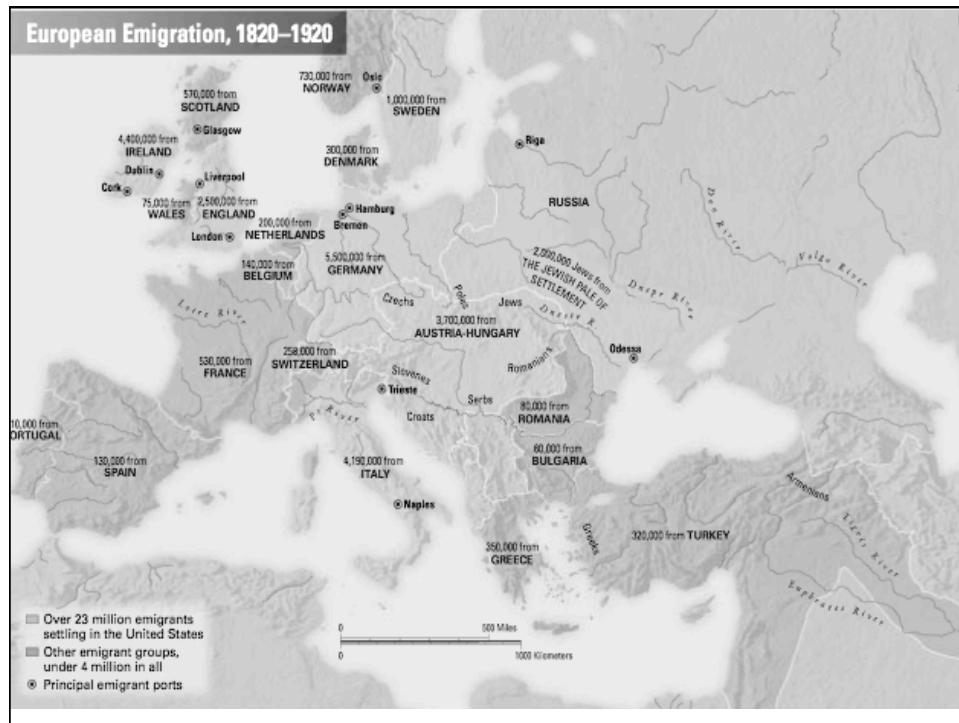 European Emigration, 1820–1920
730,000 from
NORWAY
Oslo
570,000 from
SCOTLAND
1,000,000 from
SWEDEN
Glasgow
4,400,000 from
IRELAND
Riga
300,000 from
DENMARK
Dublin
Liverpool
Cork
75,000 from
WALES
2,500,000 from
ENGLAND
Hamburg
Bremen
RUSSIA
Don River
200,000 from
NETHERLANDS
London
140,000 from
BELGIUM
5,500,000 from
GERMANY
2,000,000 Jews from
THE JEWISH PALE OF
SETTLEMENT
Volga River
Dnipr River
Czechs
Poles
Jews
Dnestr R.
Loire River
3,700,000 from
AUSTRIA-HUNGARY
530,000 from
FRANCE
258,000 from
SWITZERLAND
Romanians
Odessa
Slovenes
Trieste
Serbs
Croats
Po River
80,000 from
ROMANIA
10,000 from
ORTUGAL
130,000 from
SPAIN
4,190,000 from
ITALY
60,000 from
BULGARIA
Naples
Armenians
Greeks
320,000 from TURKEY
350,000 from
GREECE
Tigris River
Euphrates River
Over 23 million emigrants
settling in the United States
Other emigrant groups,
under 4 million in all
Principal emigrant ports
0
500 Miles
0
1000 Kilometers